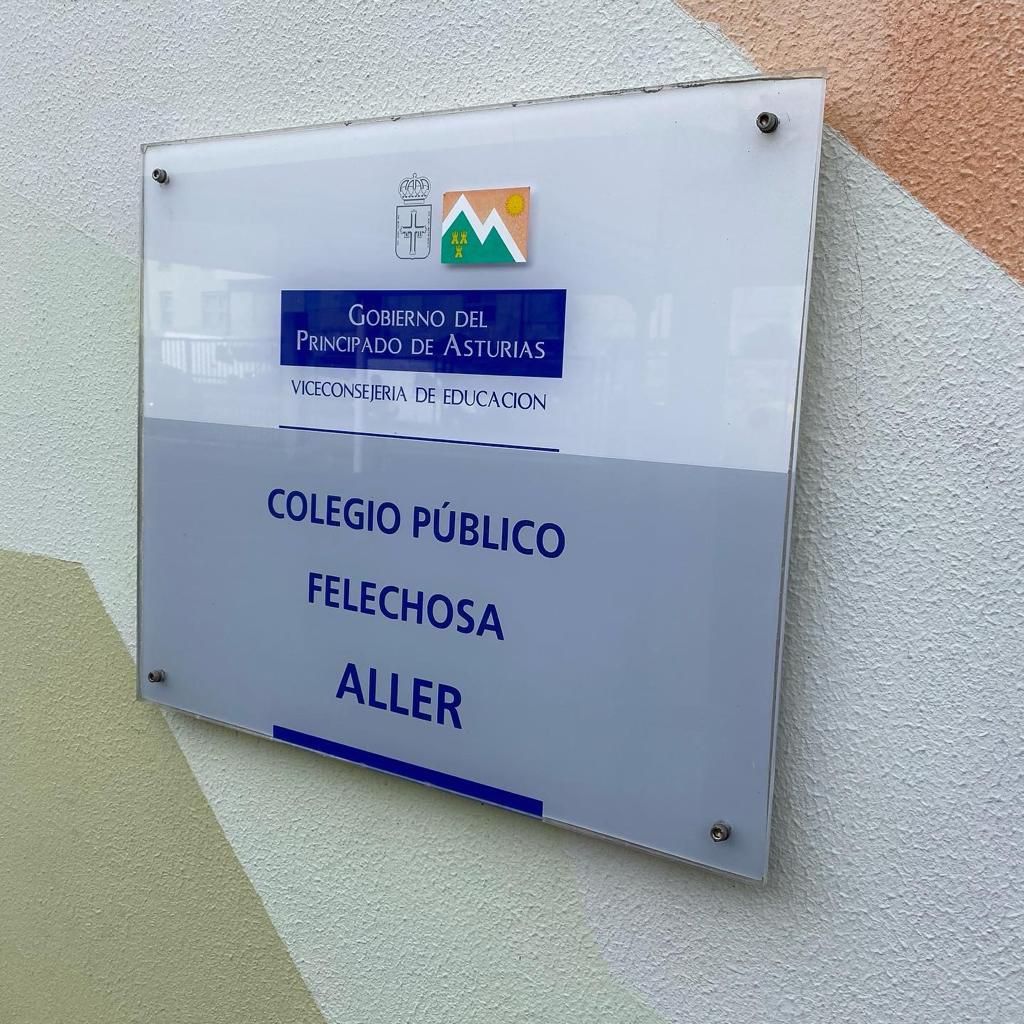 GOBIERNO DEL
PRINCIPADO DE ASTURIAS
VICECONSEJERIA DE EDUCACION
COLEGIO PÚBLICO
FELECHOSA
ALLER